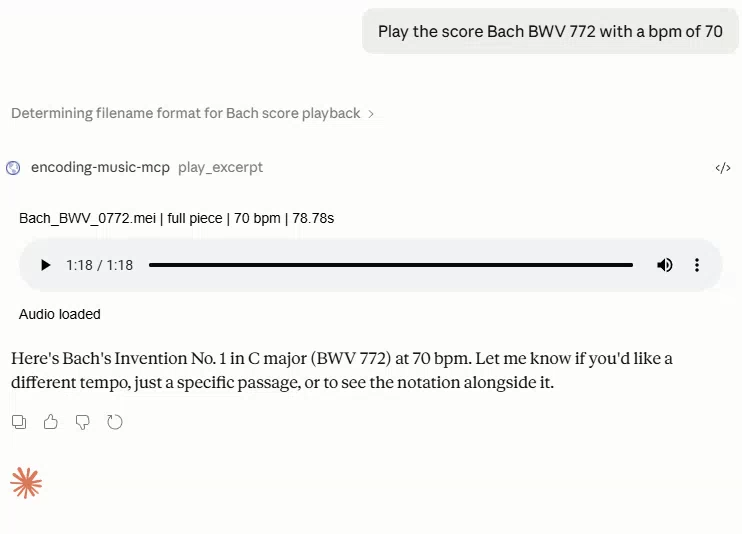 Play the score Bach BWV 772 with a bpm of 70
Determining filename format for Bach score playback
encoding-music-mcp play_excerpt
</>
Bach_BWV_0772.mei | full piece | 70 bpm | 78.78s
1:18 / 1:18
Audio loaded
Here's Bach's Invention No. 1 in C major (BWV 772) at 70 bpm. Let me know if you'd like a
different tempo, just a specific passage, or to see the notation alongside it.